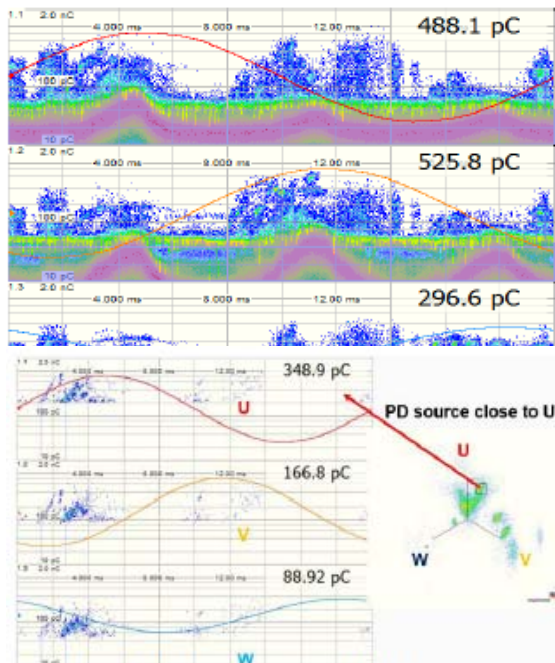 1.1 2.0 nC 4.000 ms 8.000 ms 12.00 ms 488.1 pC
100 pC
10 pC
1.2 2.0 nC 4.000 ms 8.000 ms 12.00 ms 525.8 pC
100 pC
10 pC
1.3 2.0 nC 4.000 ms 8.000 ms 12.00 ms 296.6 pC
348.9 pC
U
PD source close to U
166.8 pC
V
U
W
V
88.92 pC
W